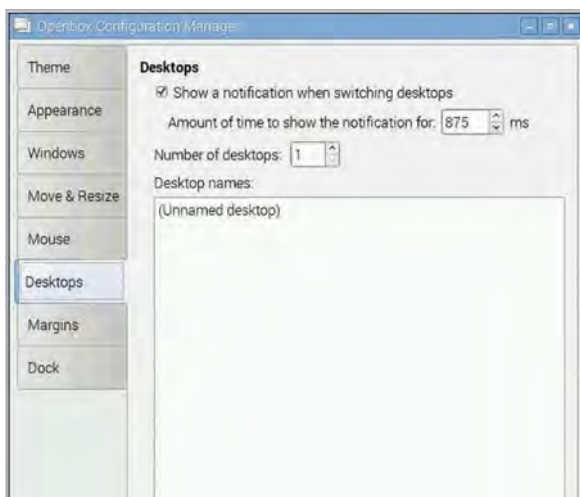 Openbox Configuration Manager
Theme
Appearance
Windows
Move & Resize
Mouse
Desktops
Margins
Dock
Desktops
Show a notification when switching desktops
Amount of time to show the notification for: 875 ms
Number of desktops: 1
Desktop names:
(Unnamed desktop)